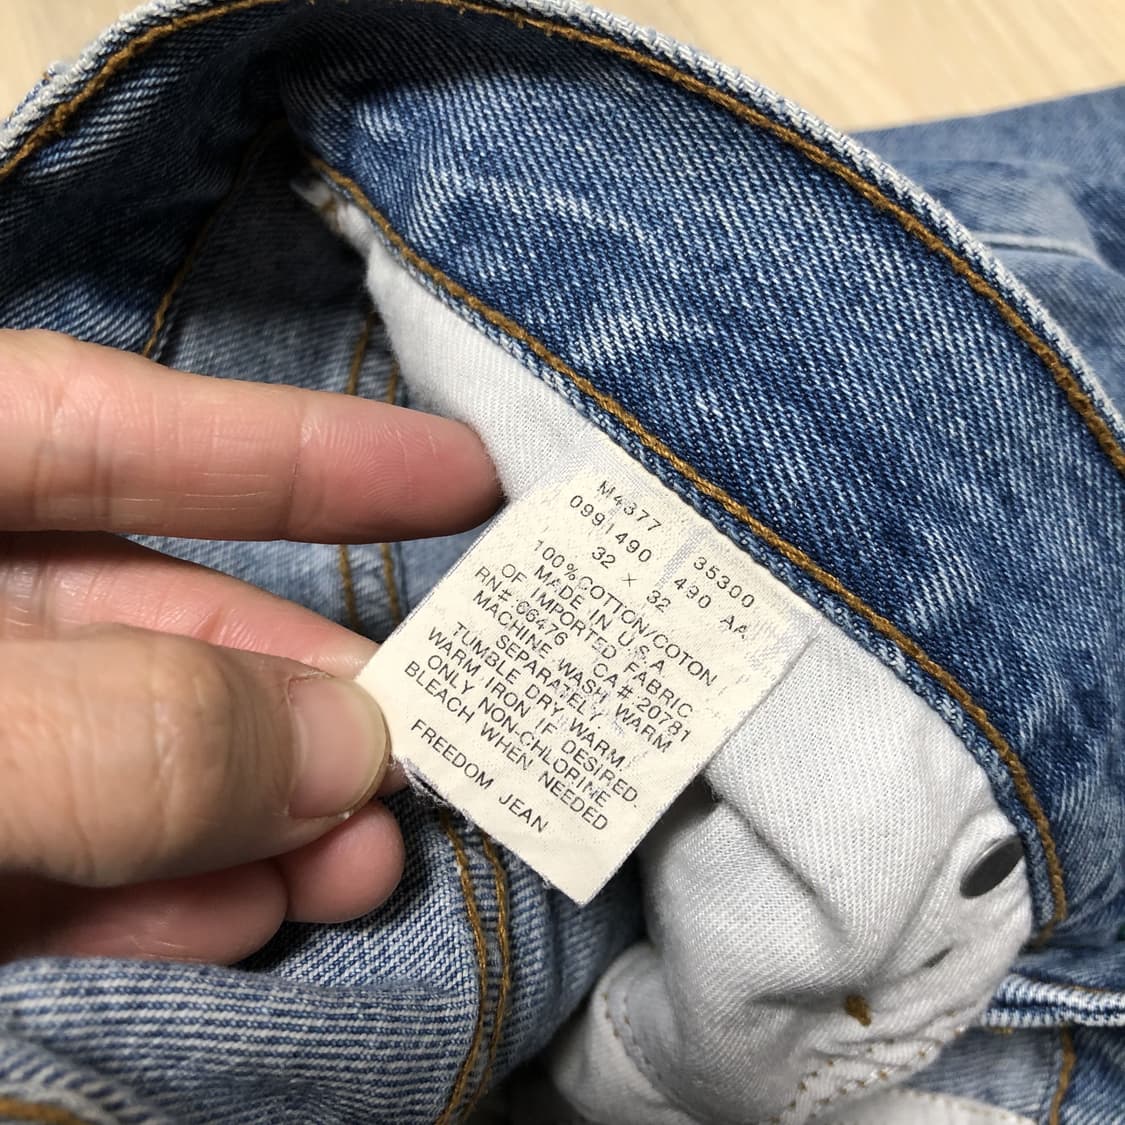 M4377 35300
0991490 490 AA
32 × 32
100%COTTON/COTON
MADE IN U.S.A
OF IMPORTED FABRIC
RN#:66476 CA#:20781
MACHINE WASH WARM
SEPARATELY.
TUMBLE DRY WARM.
WARM IRON IF DESIRED.
ONLY NON-CHLORINE
BLEACH WHEN NEEDED
FREEDOM JEAN